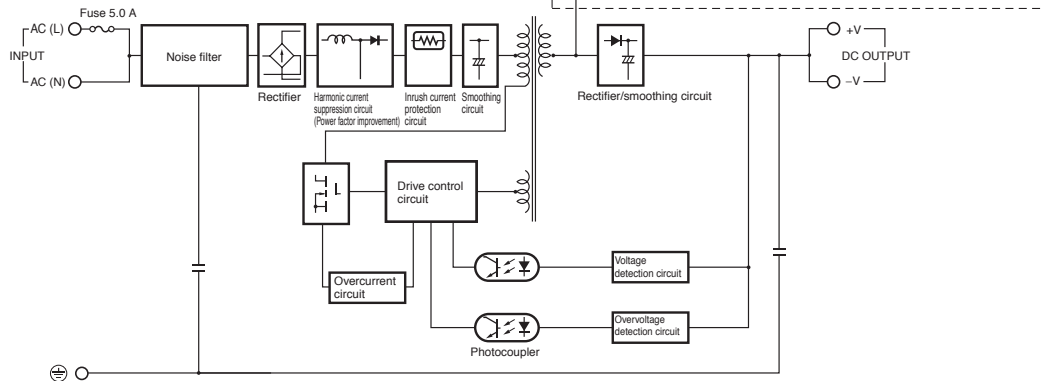 Fuse 5.0 A
AC (L)
INPUT
AC (N)
Noise filter
Rectifier
Harmonic current
suppression circuit
(Power factor improvement)
Inrush current
protection
circuit
Smoothing
circuit
Rectifier/smoothing circuit
+V
DC OUTPUT
–V
Drive control
circuit
Overcurrent
circuit
Voltage
detection circuit
Overvoltage
detection circuit
Photocoupler